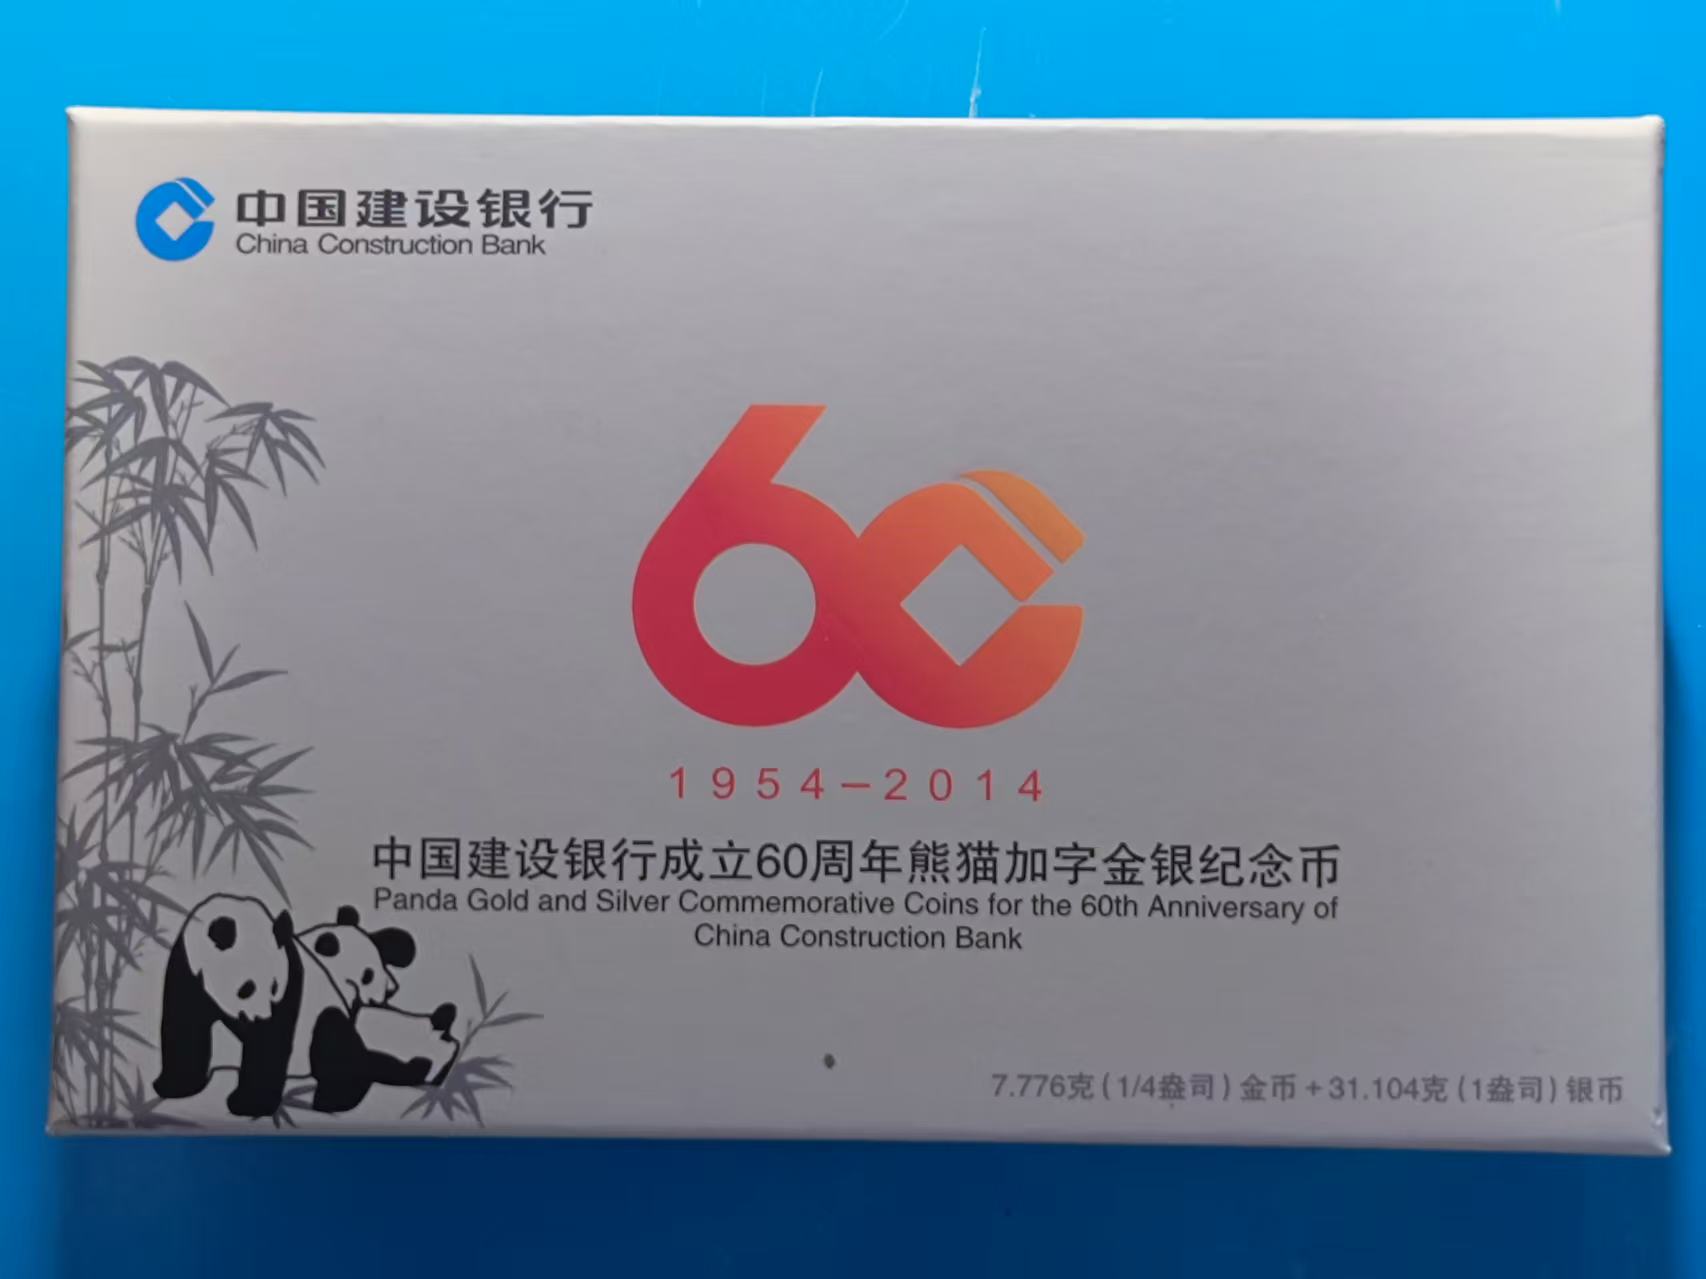 中国建设银行
China Construction Bank
60
1954-2014
中国建设银行成立60周年熊猫加字金银纪念币
Panda Gold and Silver Commemorative Coins for the 60th Anniversary of
China Construction Bank
7.776克(1/4盎司)金币+31.104克(1盎司)银币